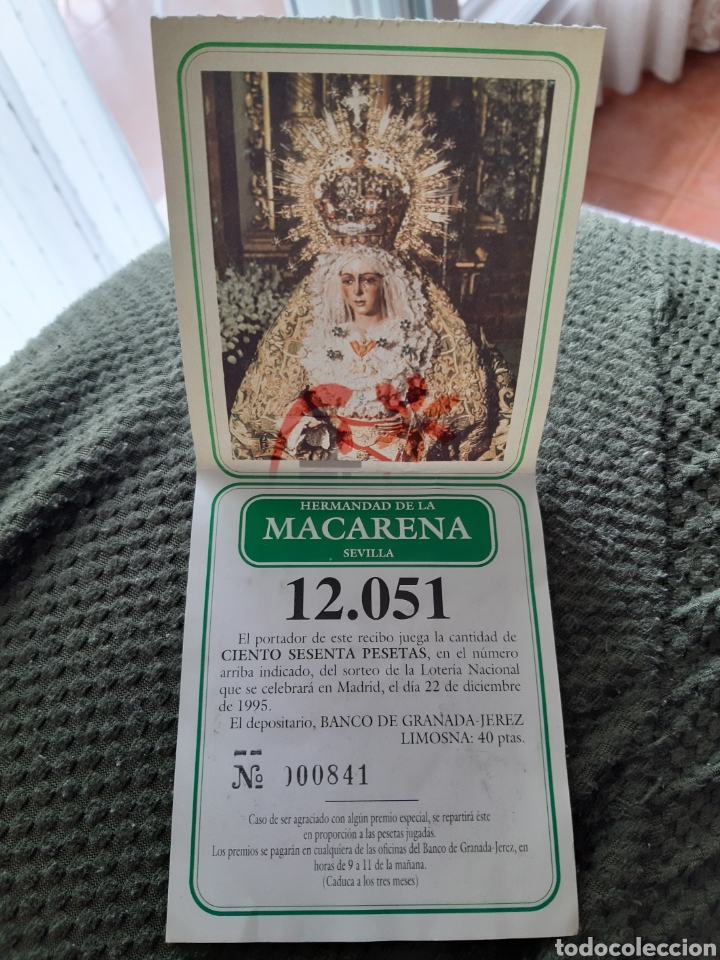 HERMANDAD DE LA
MACARENA
SEVILLA
12.051
El portador de este recibo juega la cantidad de
CIENTO SESENTA PESETAS, en el número
arriba indicado, del sorteo de la Lotería Nacional
que se celebrará en Madrid, el día 22 de diciembre
de 1995.
El depositario, BANCO DE GRANADA-JEREZ
LIMOSNA: 40 ptas.
Nº 000841
Caso de ser agraciado con algún premio especial, se repartirá éste
en proporción a las pesetas jugadas.
Los premios se pagarán en cualquiera de las oficinas del Banco de Granada-Jerez, en
horas de 9 a 11 de la mañana.
(Caduca a los tres meses)
todocoleccion